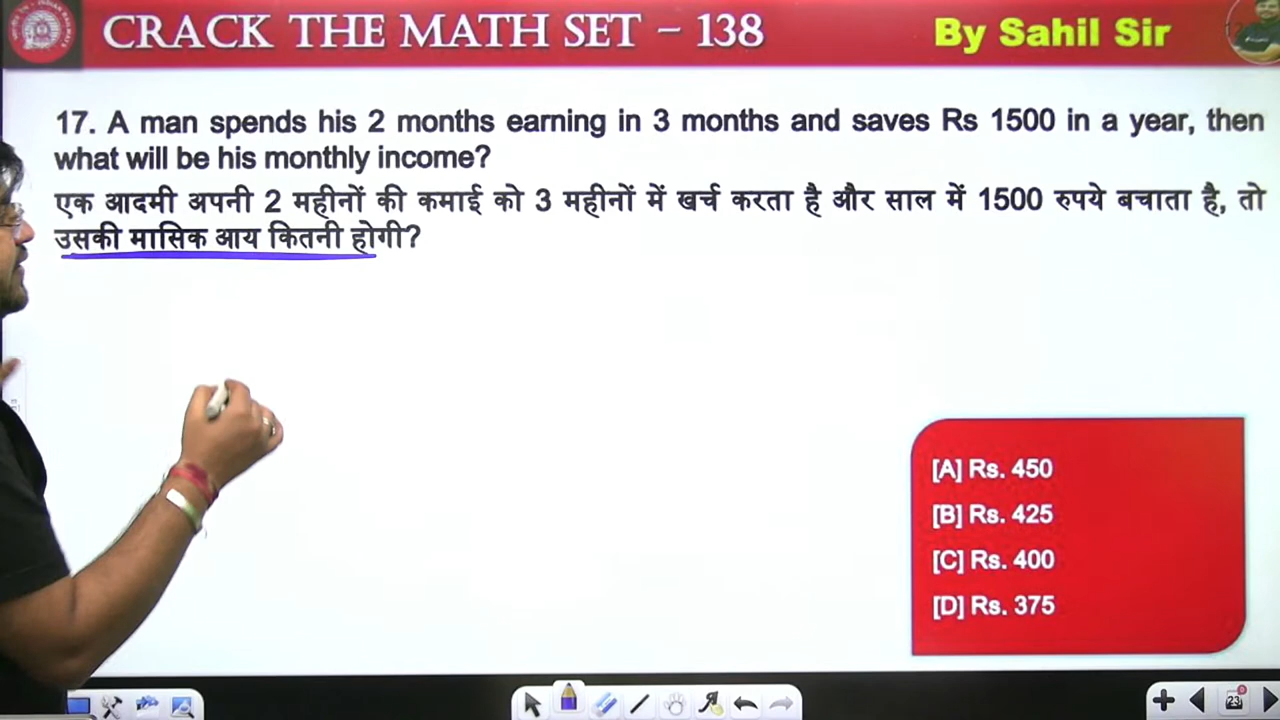 CRACK THE MATH SET – 138
By Sahil Sir
17. A man spends his 2 months earning in 3 months and saves Rs 1500 in a year, then
what will be his monthly income?
एक आदमी अपनी 2 महीनों की कमाई को 3 महीनों में खर्च करता है और साल में 1500 रुपये बचाता है, तो
उसकी मासिक आय कितनी होगी?
[A] Rs. 450
[B] Rs. 425
[C] Rs. 400
[D] Rs. 375
23